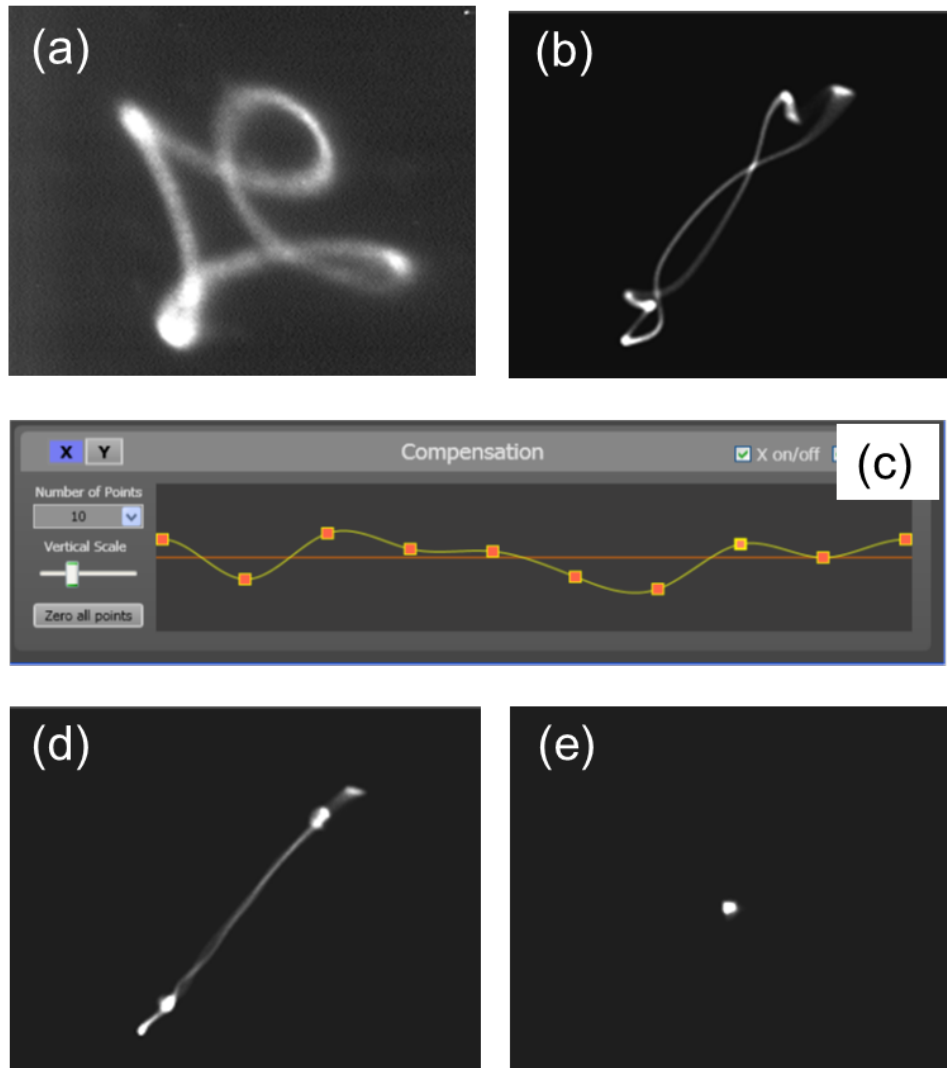 (a)
(b)
X Y Compensation X on/off (c)
Number of Points
10
Vertical Scale
Zero all points
(d)
(e)